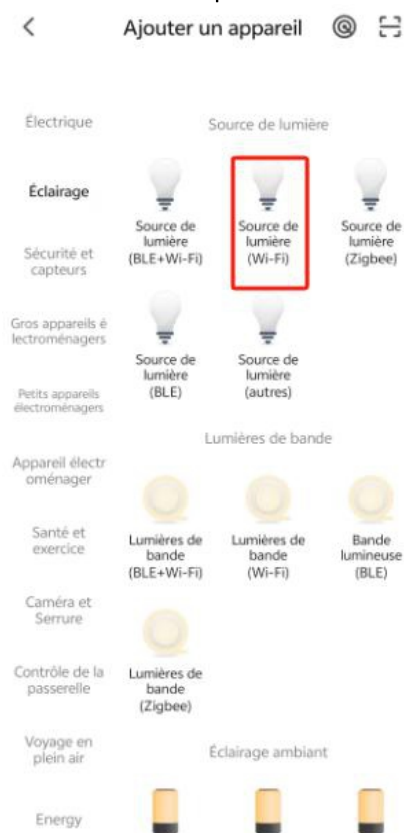 Ajouter un appareil
Électrique
Éclairage
Sécurité et
capteurs
Gros appareils é
lectroménagers
Petits appareils
électroménagers
Appareil électr
oménager
Santé et
exercice
Caméra et
Serrure
Contrôle de la
passerelle
Voyage en
plein air
Energy
Source de lumière
Source de
lumière
(BLE+Wi-Fi)
Source de
lumière
(Wi-Fi)
Source de
lumière
(Zigbee)
Source de
lumière
(BLE)
Source de
lumière
(autres)
Lumières de bande
Lumières de
bande
(BLE+Wi-Fi)
Lumières de
bande
(Wi-Fi)
Bande
lumineuse
(BLE)
Lumières de
bande
(Zigbee)
Éclairage ambiant